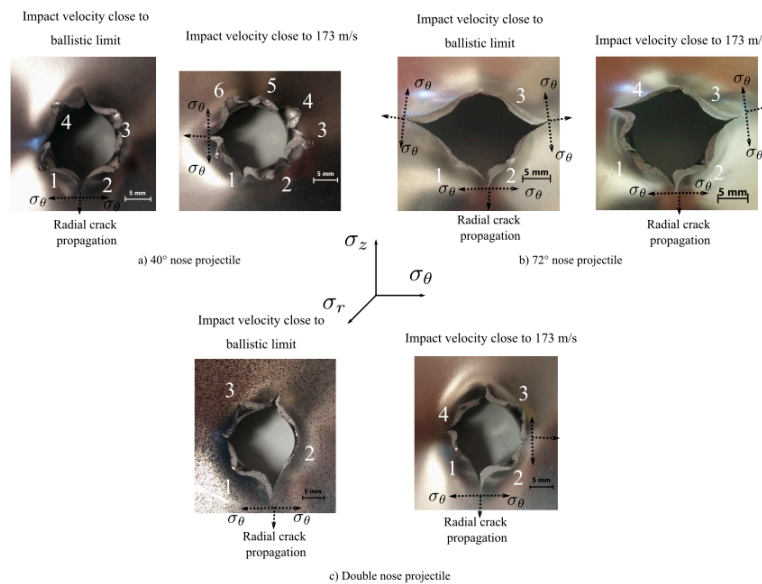 Impact velocity close to
ballistic limit
Impact velocity close to 173 m/s
4
3
1
2
σθ
σθ
5 mm
Radial crack
propagation
6
5
4
3
1
2
σθ
σθ
5 mm
a) 40° nose projectile
Impact velocity close to
ballistic limit
Impact velocity close to 173 m/
σθ
3
σθ
σθ
1
2
σθ
5 mm
Radial crack
propagation
4
3
σθ
σθ
1
2
σθ
σθ
5 mm
Radial crack
propagation
b) 72° nose projectile
σz
σθ
σr
Impact velocity close to
ballistic limit
3
2
1
5 mm
σθ
σθ
Radial crack
propagation
Impact velocity close to 173 m/s
3
4
1
2
5 mm
σθ
σθ
Radial crack
propagation
c) Double nose projectile